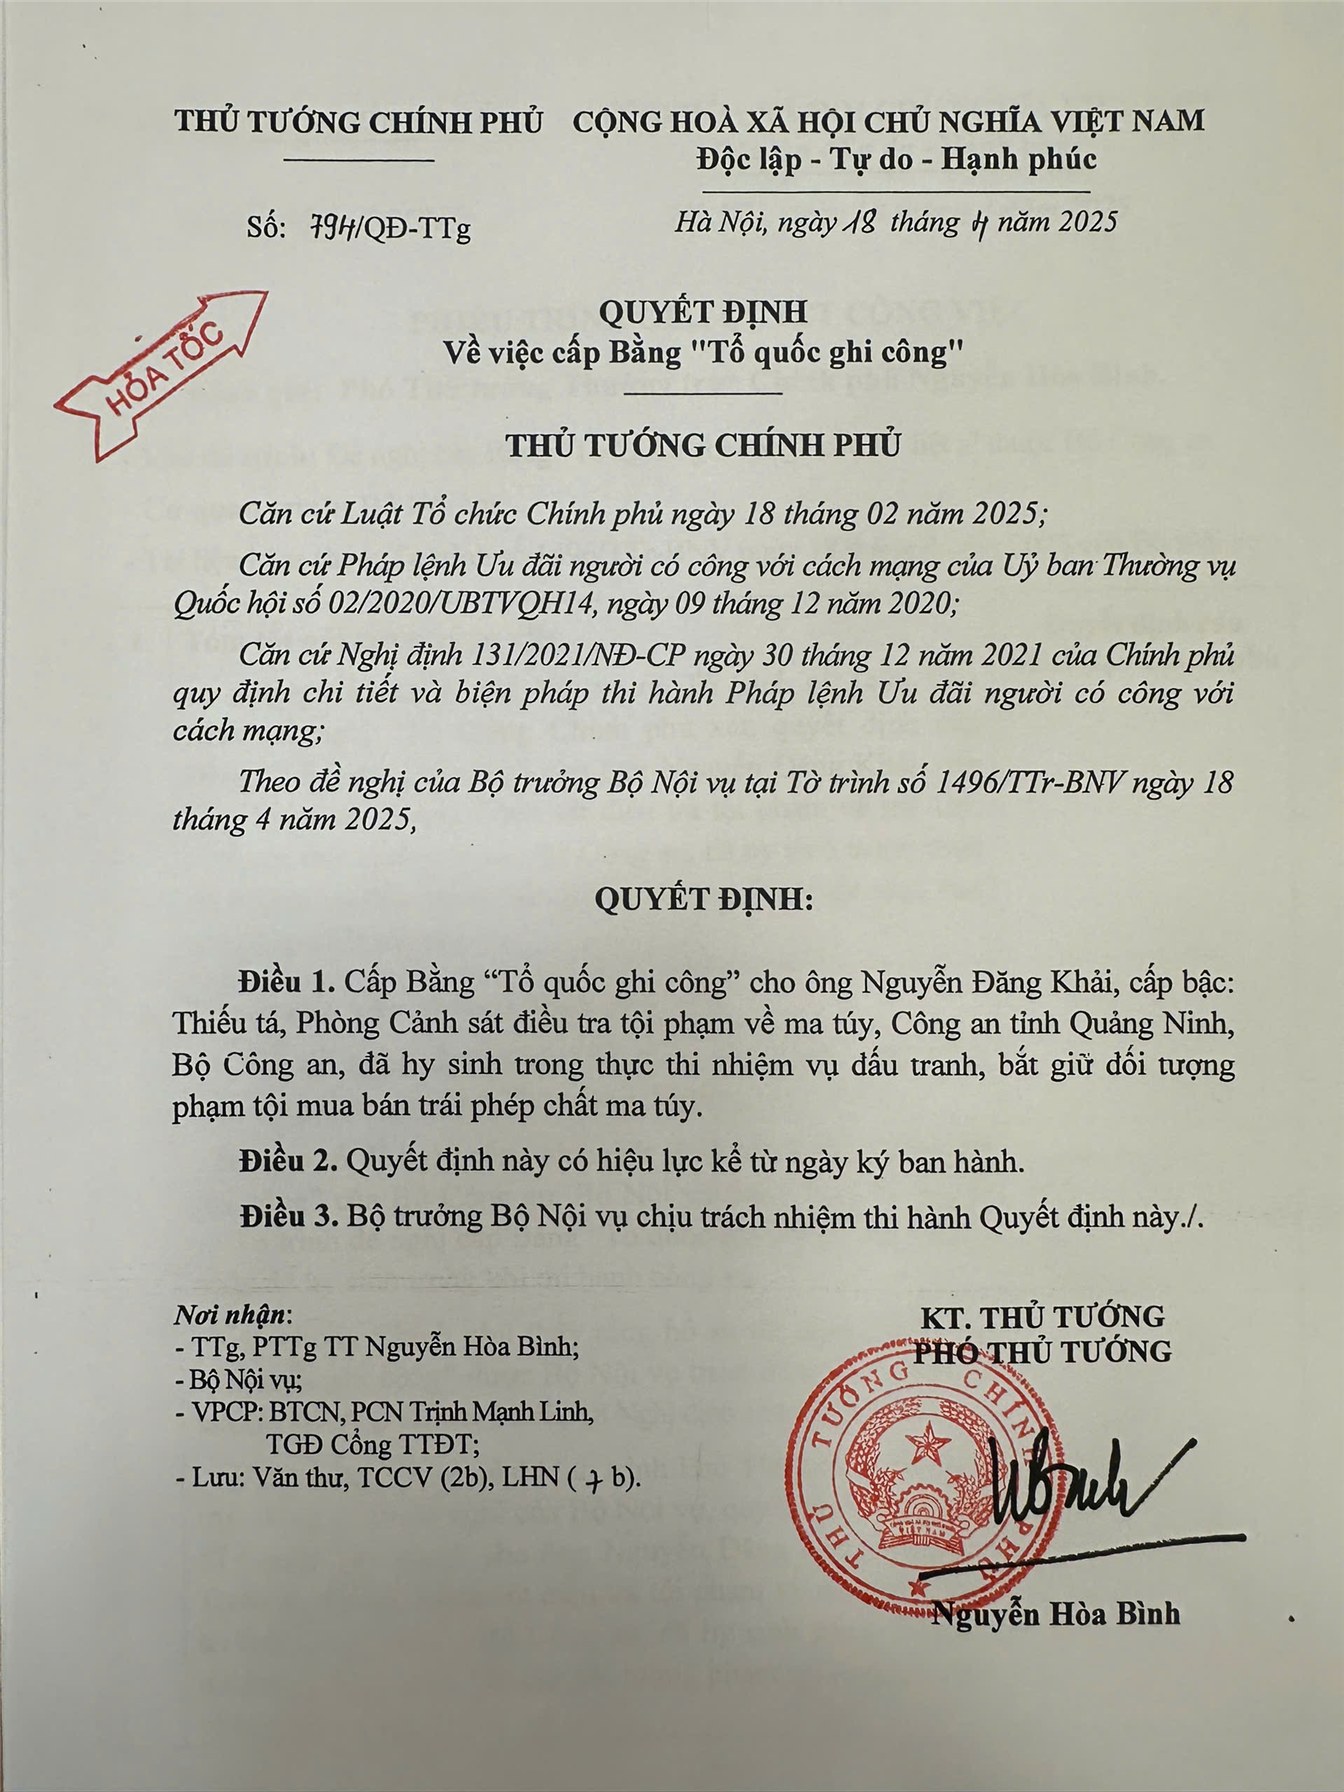 THỦ TƯỚNG CHÍNH PHỦ
CỘNG HOÀ XÃ HỘI CHỦ NGHĨA VIỆT NAM
Độc lập - Tự do - Hạnh phúc
Số: 794/QĐ-TTg
Hà Nội, ngày 18 tháng 4 năm 2025
HỎA TỐC
QUYẾT ĐỊNH
Về việc cấp Bằng "Tổ quốc ghi công"
THỦ TƯỚNG CHÍNH PHỦ
Căn cứ Luật Tổ chức Chính phủ ngày 18 tháng 02 năm 2025;
Căn cứ Pháp lệnh Ưu đãi người có công với cách mạng của Uỷ ban Thường vụ
Quốc hội số 02/2020/UBTVQH14, ngày 09 tháng 12 năm 2020;
Căn cứ Nghị định 131/2021/NĐ-CP ngày 30 tháng 12 năm 2021 của Chính phủ
quy định chi tiết và biện pháp thi hành Pháp lệnh Ưu đãi người có công với
cách mạng;
Theo đề nghị của Bộ trưởng Bộ Nội vụ tại Tờ trình số 1496/TTr-BNV ngày 18
tháng 4 năm 2025,
QUYẾT ĐỊNH:
Điều 1. Cấp Bằng “Tổ quốc ghi công” cho ông Nguyễn Đăng Khải, cấp bậc:
Thiếu tá, Phòng Cảnh sát điều tra tội phạm về ma túy, Công an tỉnh Quảng Ninh,
Bộ Công an, đã hy sinh trong thực thi nhiệm vụ đấu tranh, bắt giữ đối tượng
phạm tội mua bán trái phép chất ma túy.
Điều 2. Quyết định này có hiệu lực kể từ ngày ký ban hành.
Điều 3. Bộ trưởng Bộ Nội vụ chịu trách nhiệm thi hành Quyết định này./.
Nơi nhận:
- TTg, PTTg TT Nguyễn Hòa Bình;
- Bộ Nội vụ;
- VPCP: BTCN, PCN Trịnh Mạnh Linh,
TGĐ Cổng TTĐT;
- Lưu: Văn thư, TCCV (2b), LHN ( 7 b).
KT. THỦ TƯỚNG
PHÓ THỦ TƯỚNG
THỦ TƯỚNG CHÍNH PHỦ
VIỆT NAM
Nguyễn Hòa Bình